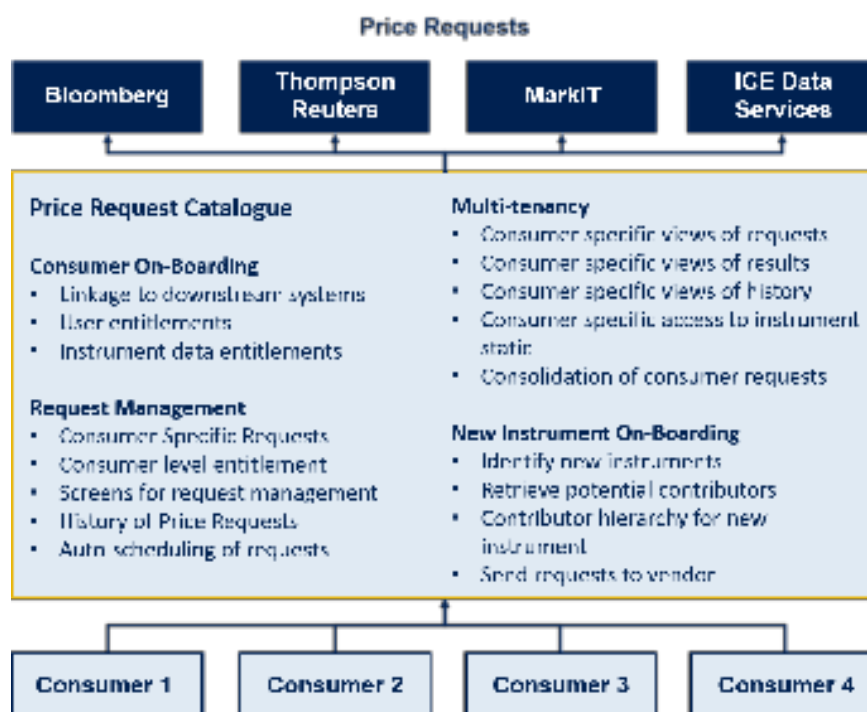 Price Requests
Bloomberg
Thompson
Reuters
MarkIT
ICE Data
Services
Price Request Catalogue
Consumer On-Boarding
• Linkage to downstream systems
• User entitlements
• Instrument data entitlements
Request Management
• Consumer Specific Requests
• Consumer level entitlement
• Screens for request management
• History of Price Requests
• Auto scheduling of requests
Multi-tenancy
• Consumer specific views of requests
• Consumer specific views of results
• Consumer specific views of history
• Consumer specific access to instrument
static
• Consolidation of consumer requests
New Instrument On-Boarding
• Identify new instruments
• Retrieve potential contributors
• Contributor hierarchy for new
instrument
• Send requests to vendor
Consumer 1
Consumer 2
Consumer 3
Consumer 4